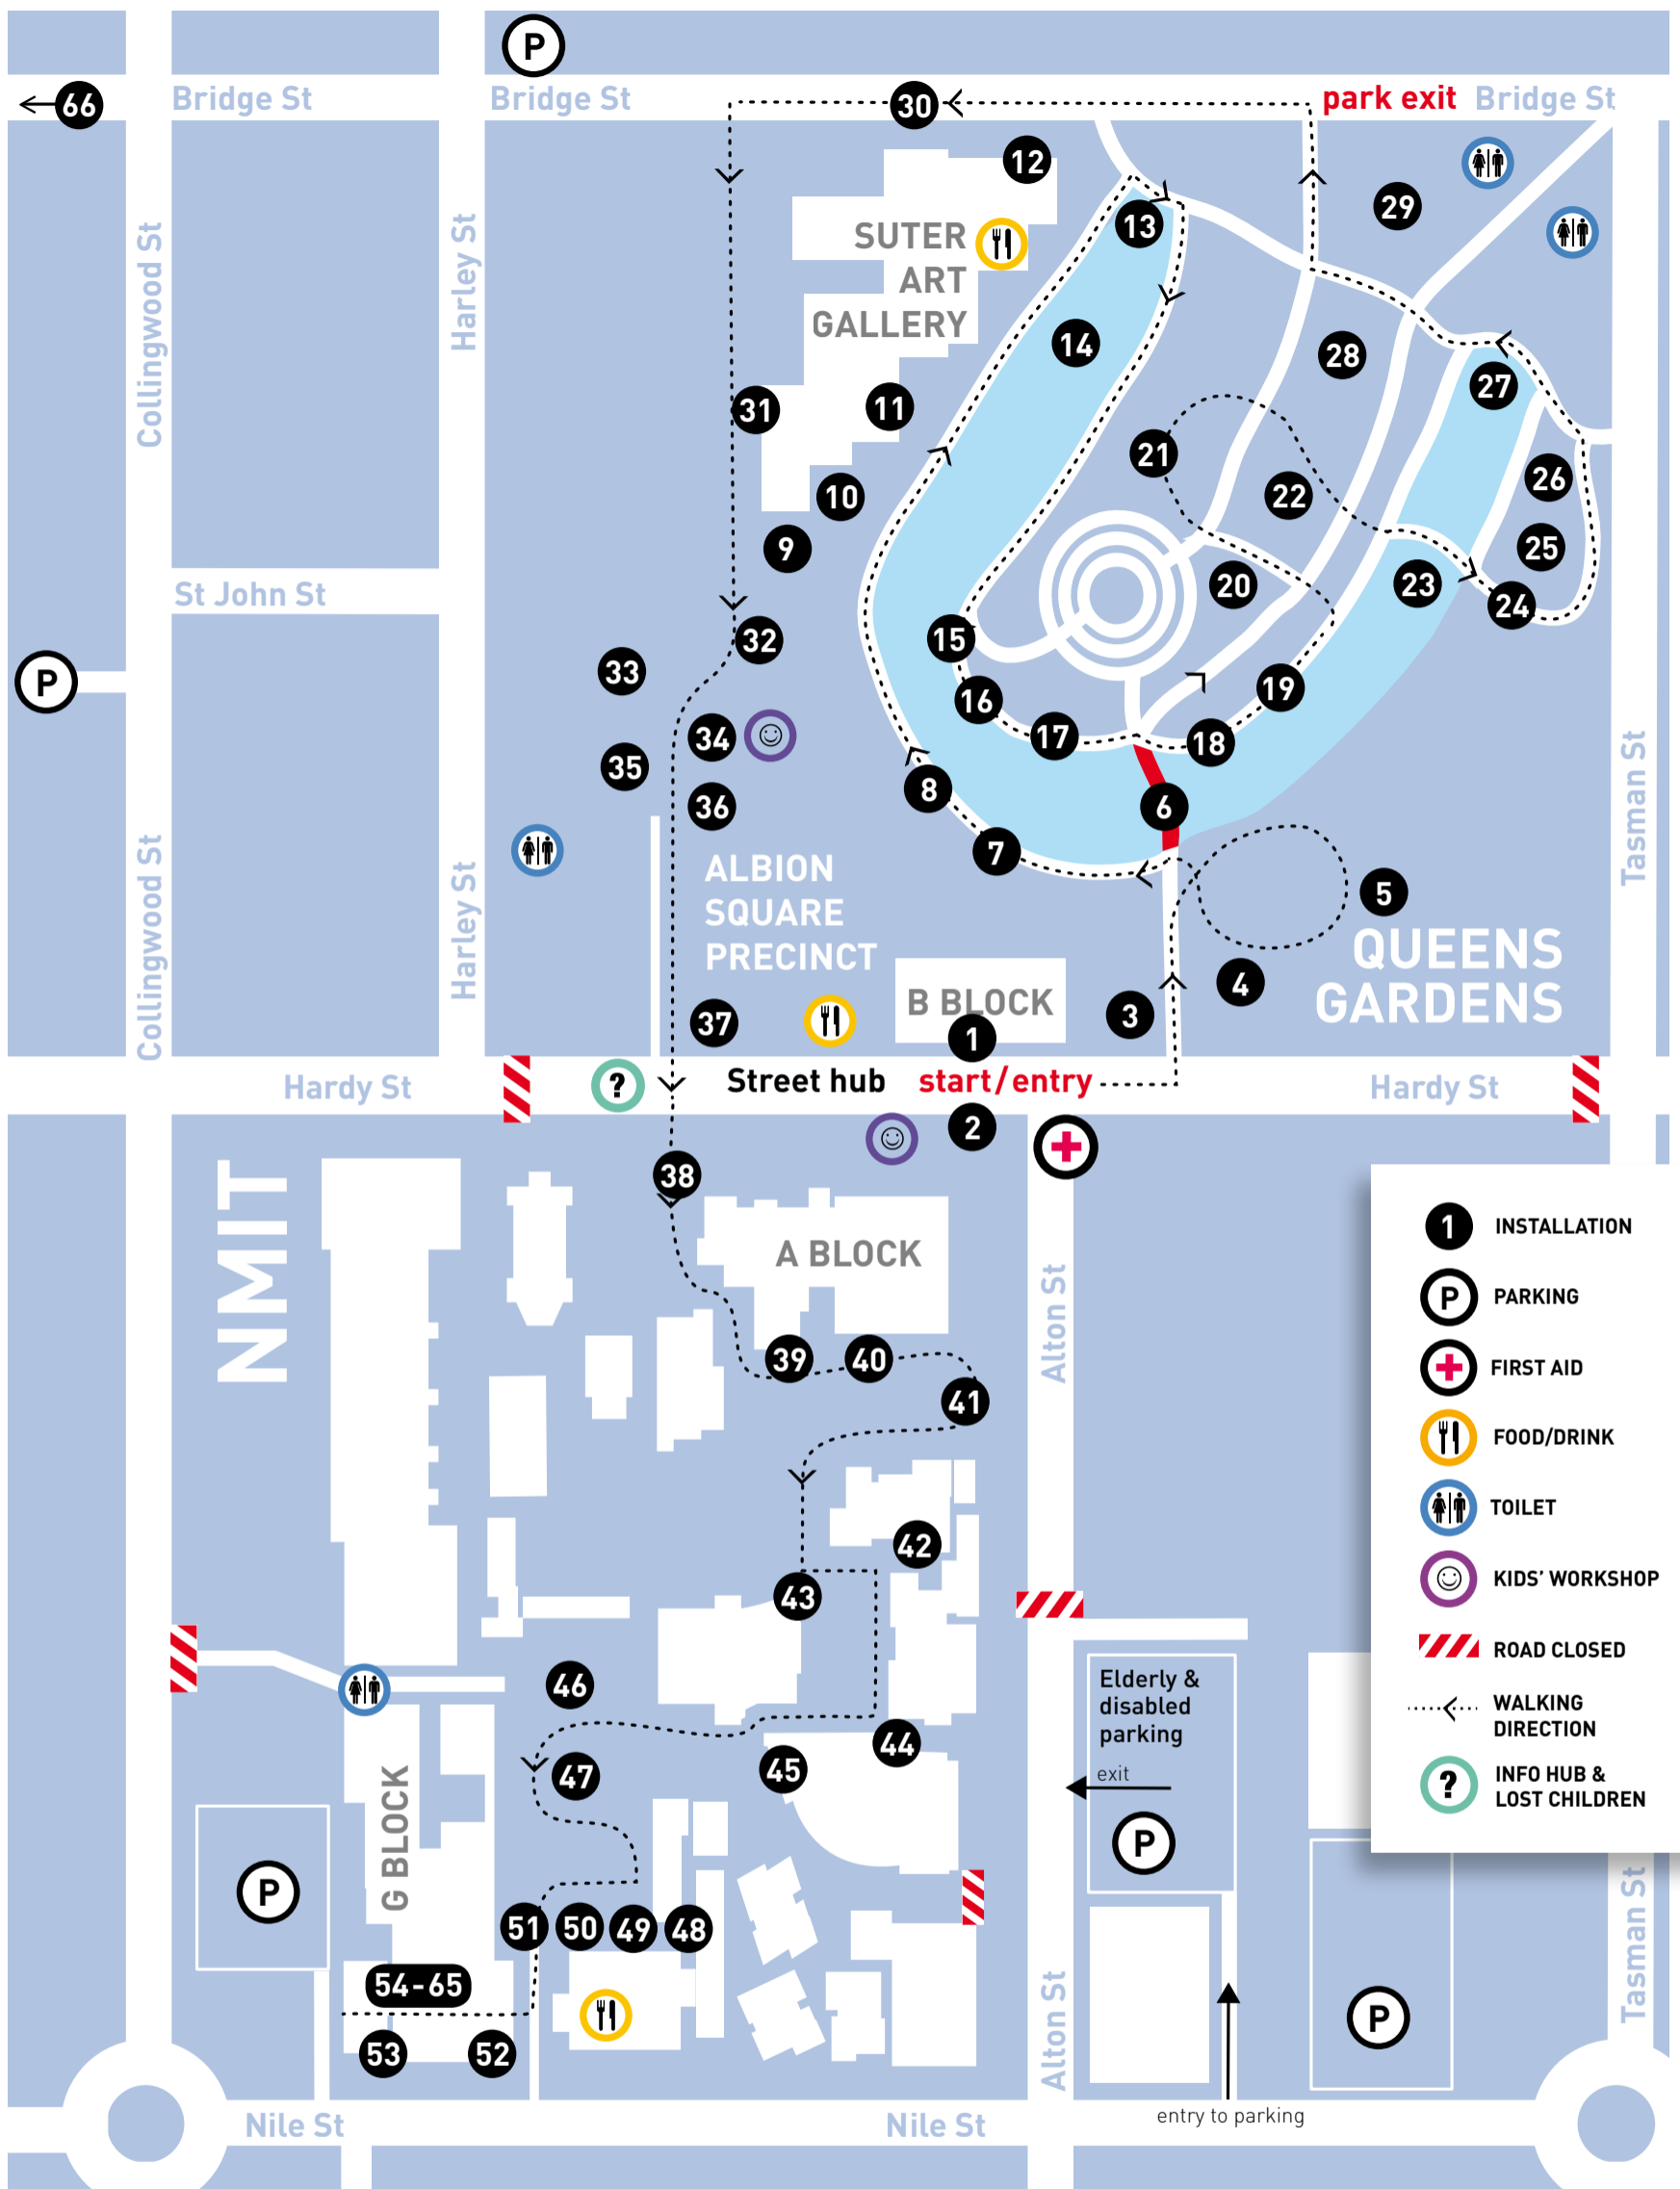 P
66
Bridge St
Bridge St
30
park exit
Bridge St
12
13
29
SUTER
ART
GALLERY
Collingwood St
Harley St
14
28
27
31
11
21
26
10
22
9
25
St John St
20
23
24
15
32
33
P
16
19
34
17
18
35
36
8
6
Tasman St
7
ALBION
SQUARE
PRECINCT
5
Collingwood St
Harley St
QUEENS
GARDENS
4
B BLOCK
3
37
1
Hardy St
?
Street hub
start/entry
Hardy St
2
38
NMIT
A BLOCK
Alton St
39
40
41
42
43
46
44
45
47
G BLOCK
Elderly &
disabled
parking
exit
P
P
51
50
49
48
54-65
53
52
Alton St
P
Tasman St
Nile St
Nile St
entry to parking
1 INSTALLATION
P PARKING
FIRST AID
FOOD/DRINK
TOILET
KIDS' WORKSHOP
ROAD CLOSED
WALKING
DIRECTION
? INFO HUB &
LOST CHILDREN